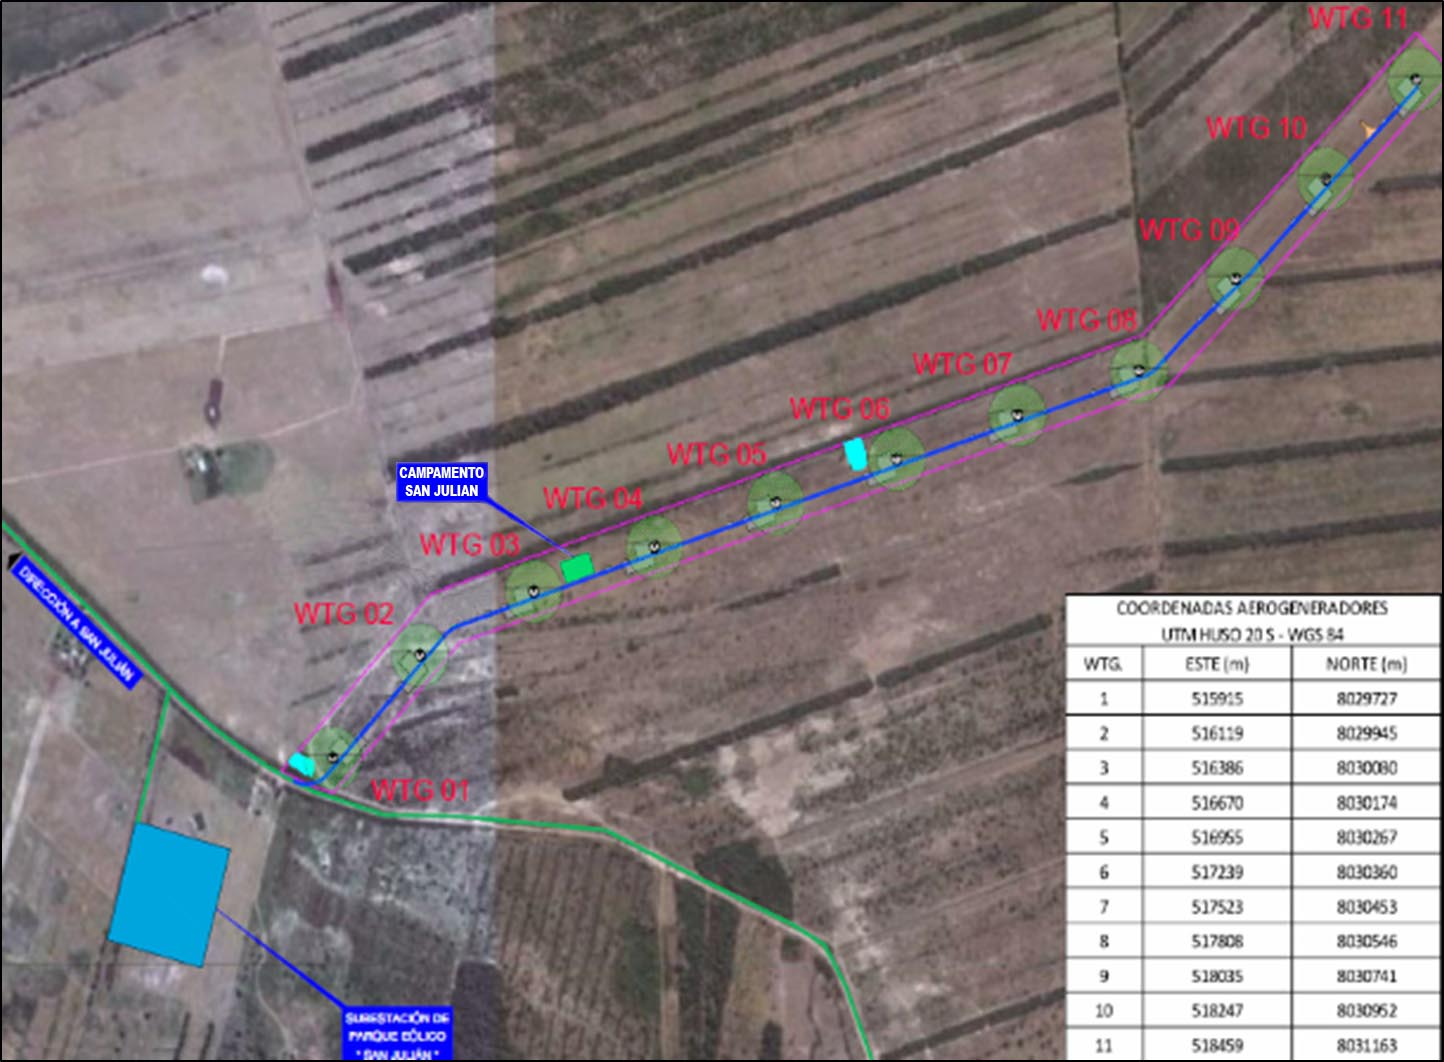 WTG 11
WTG 10
WTG 09
WTG 08
WTG 07
WTG 06
WTG 05
WTG 04
WTG 03
WTG 02
WTG 01
CAMPAMENTO
SAN JULIAN
DIRECCIÓN A SAN JULIÁN
SUBESTACIÓN DE
PARQUE EÓLICO
" SAN JULIÁN "
COORDENADAS AEROGENERADORES
UTM HUSO 20 S - WGS 84
WTG. ESTE (m) NORTE (m)
1 515915 8029727
2 516119 8029945
3 516386 8030080
4 516670 8030174
5 516955 8030267
6 517239 8030360
7 517523 8030453
8 517808 8030546
9 518035 8030741
10 518247 8030952
11 518459 8031163